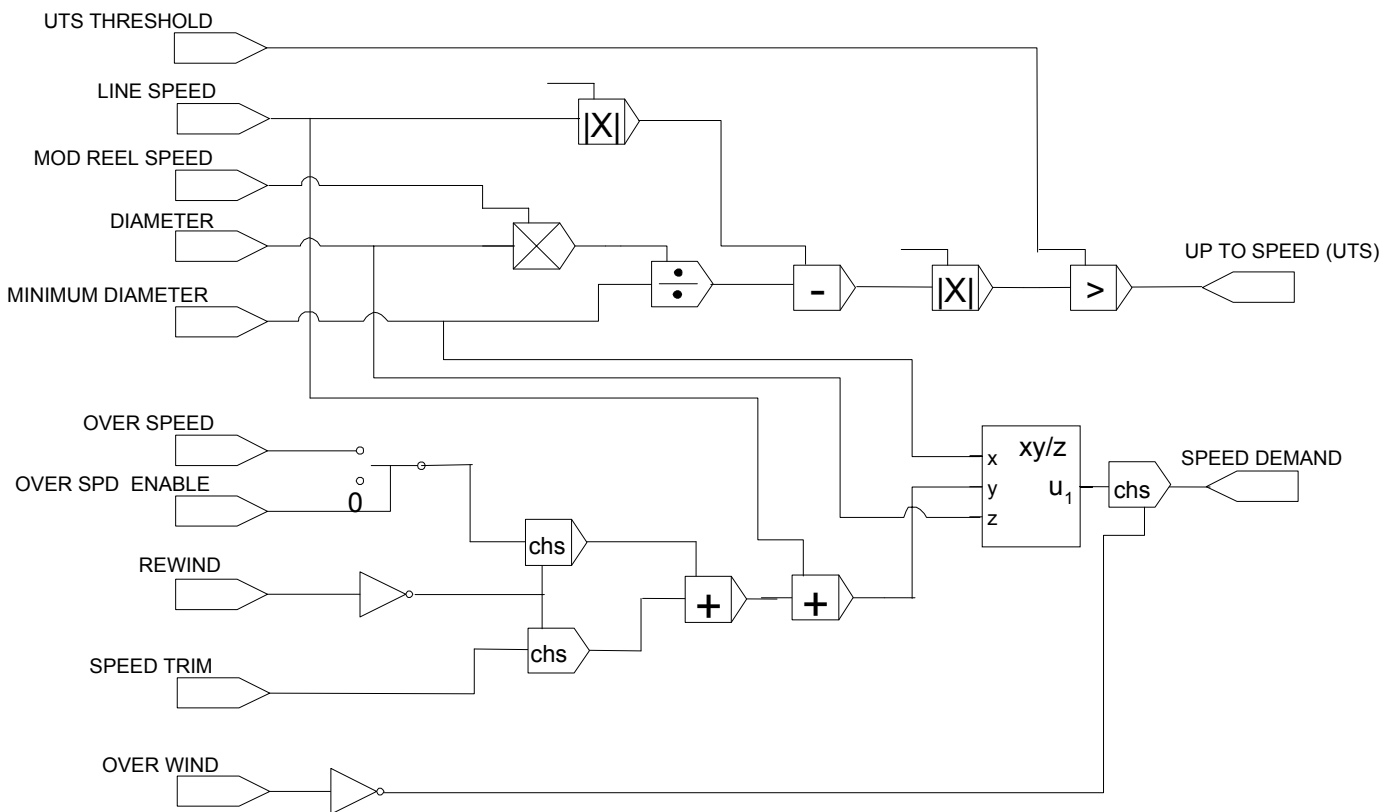 UTS THRESHOLD
LINE SPEED
|X|
MOD REEL SPEED
DIAMETER
UP TO SPEED (UTS)
MINIMUM DIAMETER
-
|X|
>
OVER SPEED
xy/z
x
SPEED DEMAND
OVER SPD ENABLE
0
y
u1
chs
z
chs
REWIND
+
+
chs
SPEED TRIM
OVER WIND